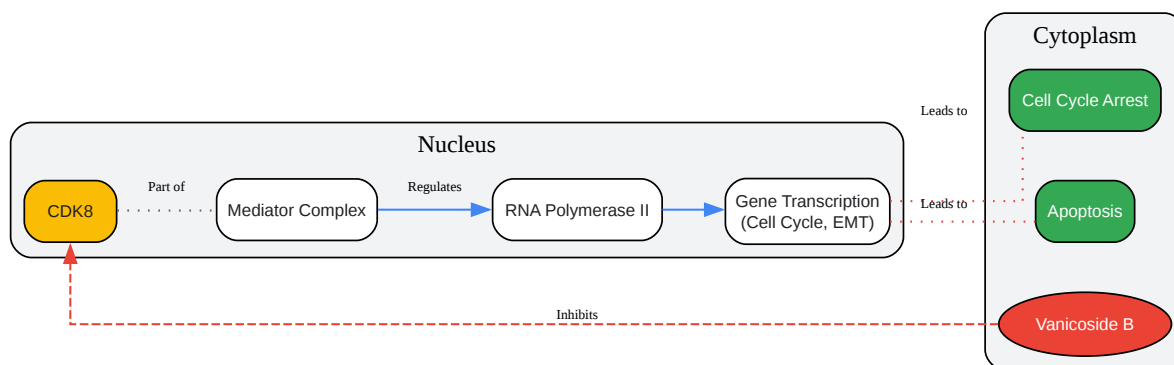 Cytoplasm
Cell Cycle Arrest
Leads to
Nucleus
Part of
Regulates
CDK8
Mediator Complex
RNA Polymerase II
Gene Transcription
(Cell Cycle, EMT)
Leads to
Apoptosis
Inhibits
Vanicoside B